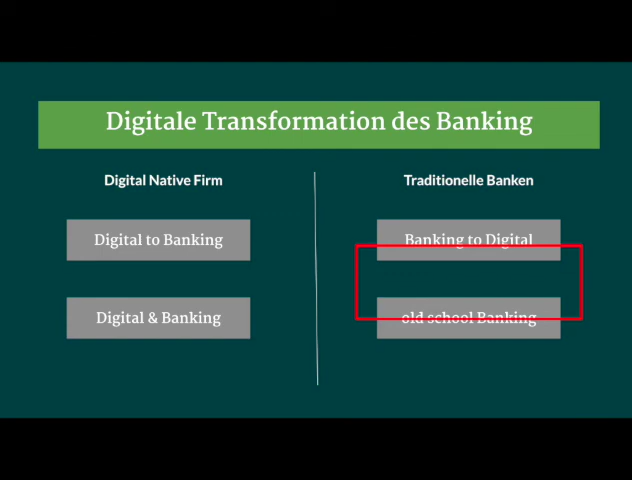 Digitale Transformation des Banking
Digital Native Firm
Digital to Banking
Digital & Banking
Traditionelle Banken
Banking to Digital
old school Banking